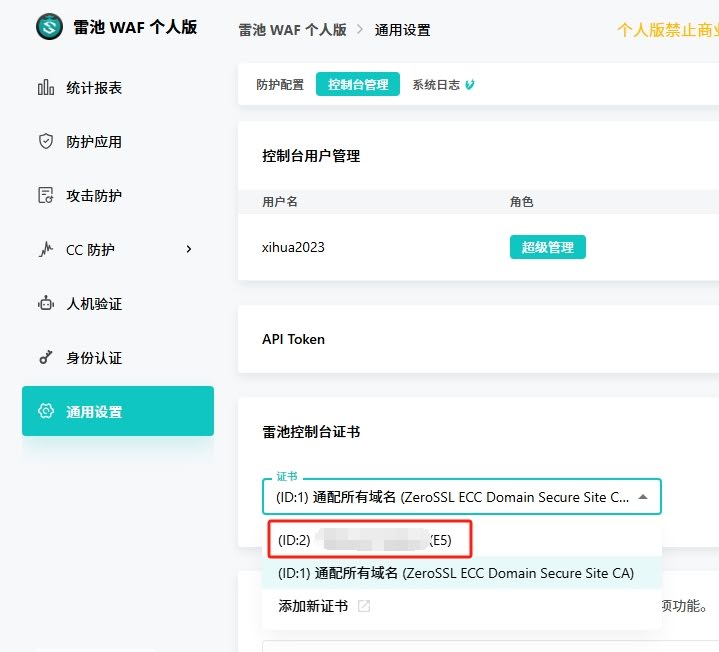 雷池 WAF 个人版
雷池 WAF 个人版 > 通用设置
个人版禁止商业
统计报表
防护应用
攻击防护
CC 防护
人机验证
身份认证
通用设置
防护配置 控制台管理 系统日志
控制台用户管理
用户名 角色
xihua2023 超级管理
API Token
雷池控制台证书
证书
(ID:1) 通配所有域名 (ZeroSSL ECC Domain Secure Site C...
(ID:2) (E5)
(ID:1) 通配所有域名 (ZeroSSL ECC Domain Secure Site CA)
添加新证书
项功能。